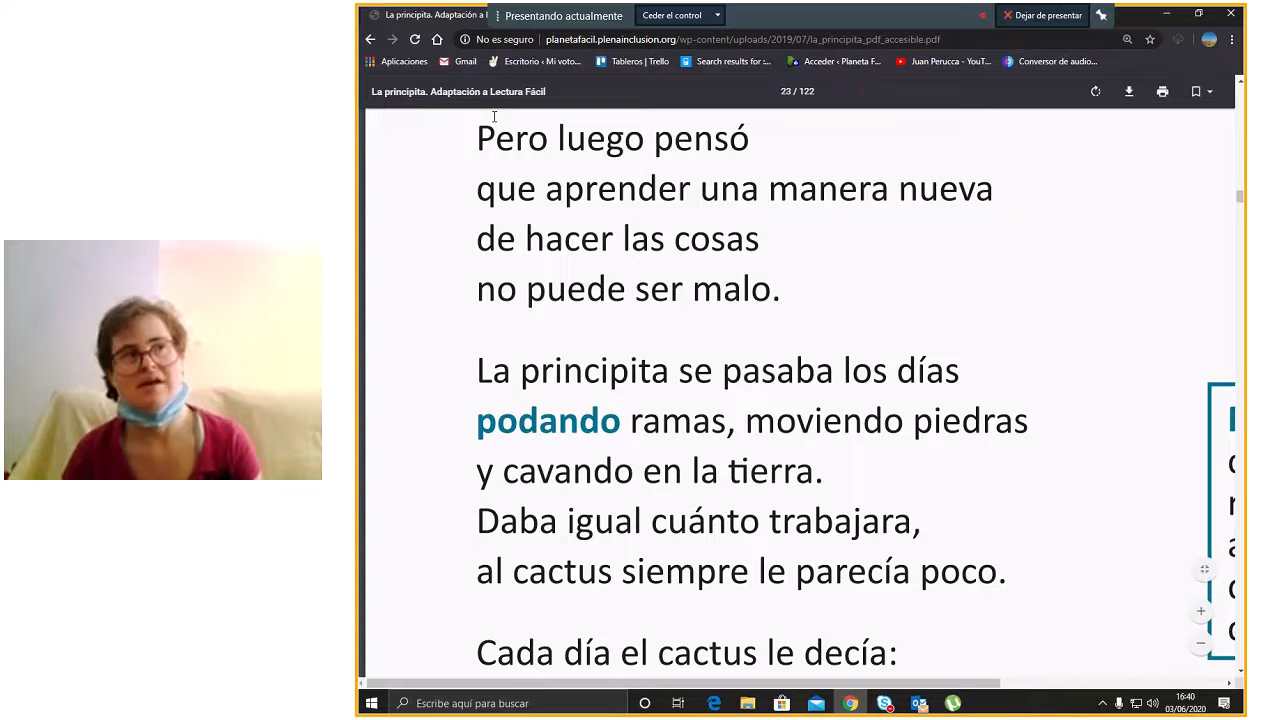 La principita. Adaptación a l
Presentando actualmente
Ceder el control
Dejar de presentar
No es seguro
planetafacil.plenainclusion.org/wp-content/uploads/2019/07/la_principita_pdf_accesible.pdf
Aplicaciones
Gmail
Escritorio ‹ Mi voto...
Tableros | Trello
Search results for :...
Acceder ‹ Planeta F...
Juan Perucca - YouT...
Conversor de audio...
La principita. Adaptación a Lectura Fácil
23 / 122
Pero luego pensó
que aprender una manera nueva
de hacer las cosas
no puede ser malo.
La principita se pasaba los días
podando ramas, moviendo piedras
y cavando en la tierra.
Daba igual cuánto trabajara,
al cactus siempre le parecía poco.
Cada día el cactus le decía:
Escribe aquí para buscar
16:40
03/06/2020